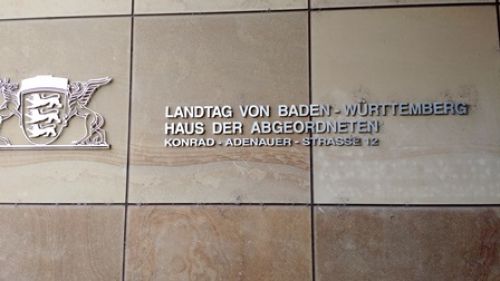 LANDTAG VON BADEN - WÜRTTEMBERG
HAUS DER ABGEORDNETEN
KONRAD - ADENAUER - STRASSE 12